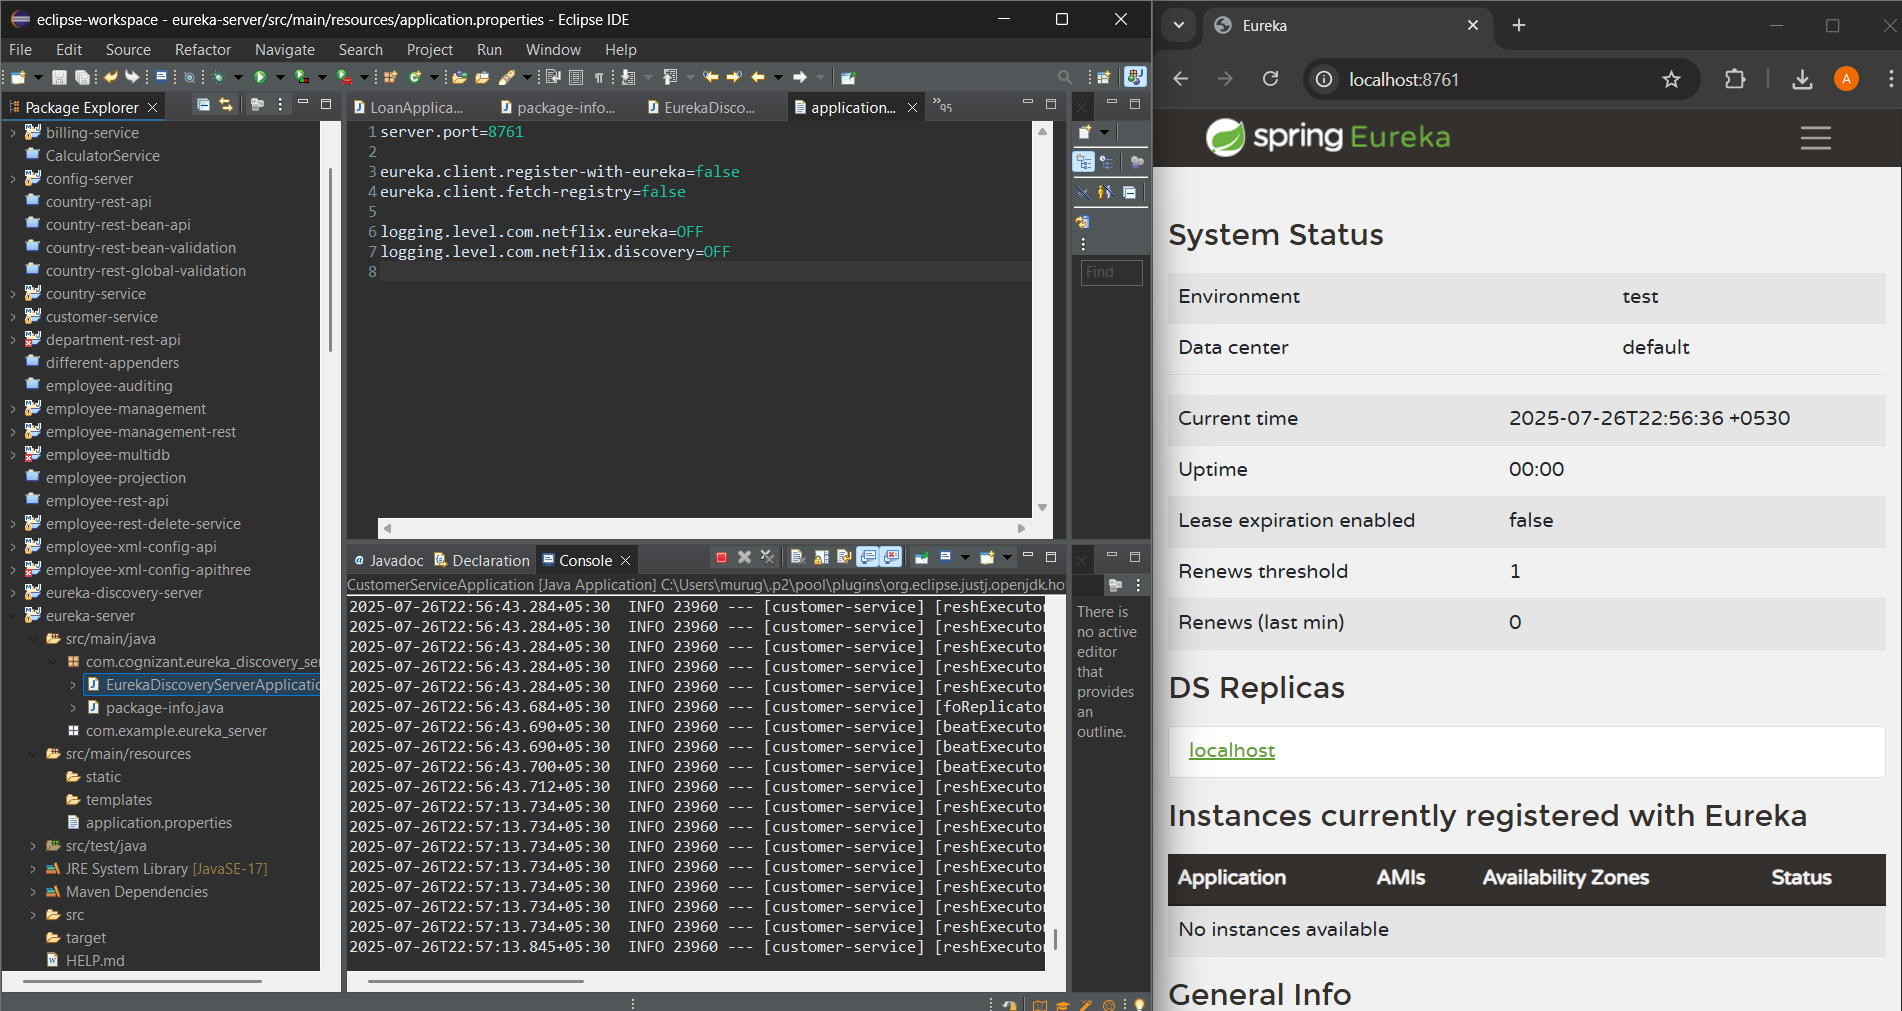 eclipse-workspace - eureka-server/src/main/resources/application.properties - Eclipse IDE
File Edit Source Refactor Navigate Search Project Run Window Help
Package Explorer
billing-service
CalculatorService
config-server
country-rest-api
country-rest-bean-api
country-rest-bean-validation
country-rest-global-validation
country-service
customer-service
department-rest-api
different-appenders
employee-auditing
employee-management
employee-management-rest
employee-multidb
employee-projection
employee-rest-api
employee-rest-delete-service
employee-xml-config-api
employee-xml-config-apithree
eureka-discovery-server
eureka-server
src/main/java
com.cognizant.eureka_discovery_se
EurekaDiscoveryServerApplicatio
package-info.java
com.example.eureka_server
src/main/resources
static
templates
application.properties
src/test/java
JRE System Library [JavaSE-17]
Maven Dependencies
src
target
HELP.md
LoanApplica... package-info... EurekaDisco... application... »95
1 server.port=8761
2
3 eureka.client.register-with-eureka=false
4 eureka.client.fetch-registry=false
5
6 logging.level.com.netflix.eureka=OFF
7 logging.level.com.netflix.discovery=OFF
8
Find
@ Javadoc Declaration Console
CustomerServiceApplication [Java Application] C:\Users\murug\.p2\pool\plugins\org.eclipse.justj.openjdk.ho
2025-07-26T22:56:43.284+05:30 INFO 23960 --- [customer-service] [reshExecuto
2025-07-26T22:56:43.284+05:30 INFO 23960 --- [customer-service] [reshExecuto
2025-07-26T22:56:43.284+05:30 INFO 23960 --- [customer-service] [reshExecuto
2025-07-26T22:56:43.284+05:30 INFO 23960 --- [customer-service] [reshExecuto
2025-07-26T22:56:43.284+05:30 INFO 23960 --- [customer-service] [reshExecuto
2025-07-26T22:56:43.684+05:30 INFO 23960 --- [customer-service] [foReplicato
2025-07-26T22:56:43.690+05:30 INFO 23960 --- [customer-service] [beatExecuto
2025-07-26T22:56:43.690+05:30 INFO 23960 --- [customer-service] [beatExecuto
2025-07-26T22:56:43.700+05:30 INFO 23960 --- [customer-service] [beatExecuto
2025-07-26T22:56:43.712+05:30 INFO 23960 --- [customer-service] [beatExecuto
2025-07-26T22:57:13.734+05:30 INFO 23960 --- [customer-service] [reshExecuto
2025-07-26T22:57:13.734+05:30 INFO 23960 --- [customer-service] [reshExecuto
2025-07-26T22:57:13.734+05:30 INFO 23960 --- [customer-service] [reshExecuto
2025-07-26T22:57:13.734+05:30 INFO 23960 --- [customer-service] [reshExecuto
2025-07-26T22:57:13.734+05:30 INFO 23960 --- [customer-service] [reshExecuto
2025-07-26T22:57:13.734+05:30 INFO 23960 --- [customer-service] [reshExecuto
2025-07-26T22:57:13.734+05:30 INFO 23960 --- [customer-service] [reshExecuto
2025-07-26T22:57:13.845+05:30 INFO 23960 --- [customer-service] [reshExecuto
There is
no active
editor
that
provides
an
outline.
Eureka
localhost:8761
A
spring Eureka
System Status
Environment test
Data center default
Current time 2025-07-26T22:56:36 +0530
Uptime 00:00
Lease expiration enabled false
Renews threshold 1
Renews (last min) 0
DS Replicas
localhost
Instances currently registered with Eureka
Application AMIs Availability Zones Status
No instances available
General Info